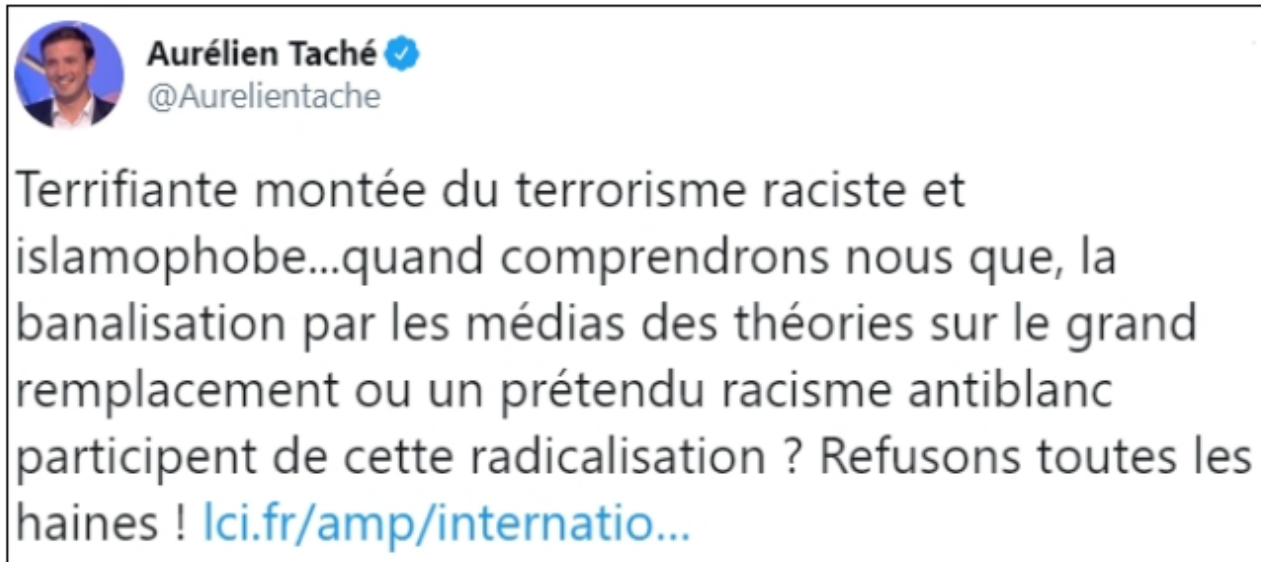 Aurélien Taché
@Aurelientache
Terrifiante montée du terrorisme raciste et
islamophobe...quand comprendrons nous que, la
banalisation par les médias des théories sur le grand
remplacement ou un prétendu racisme antiblanc
participent de cette radicalisation ? Refusons toutes les
haines ! lci.fr/amp/internatio...